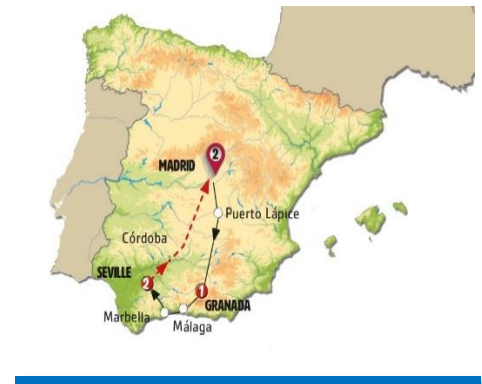 2
MADRID
Puerto Lápice
Córdoba
SEVILLE
2
1
GRANADA
Marbella
Málaga